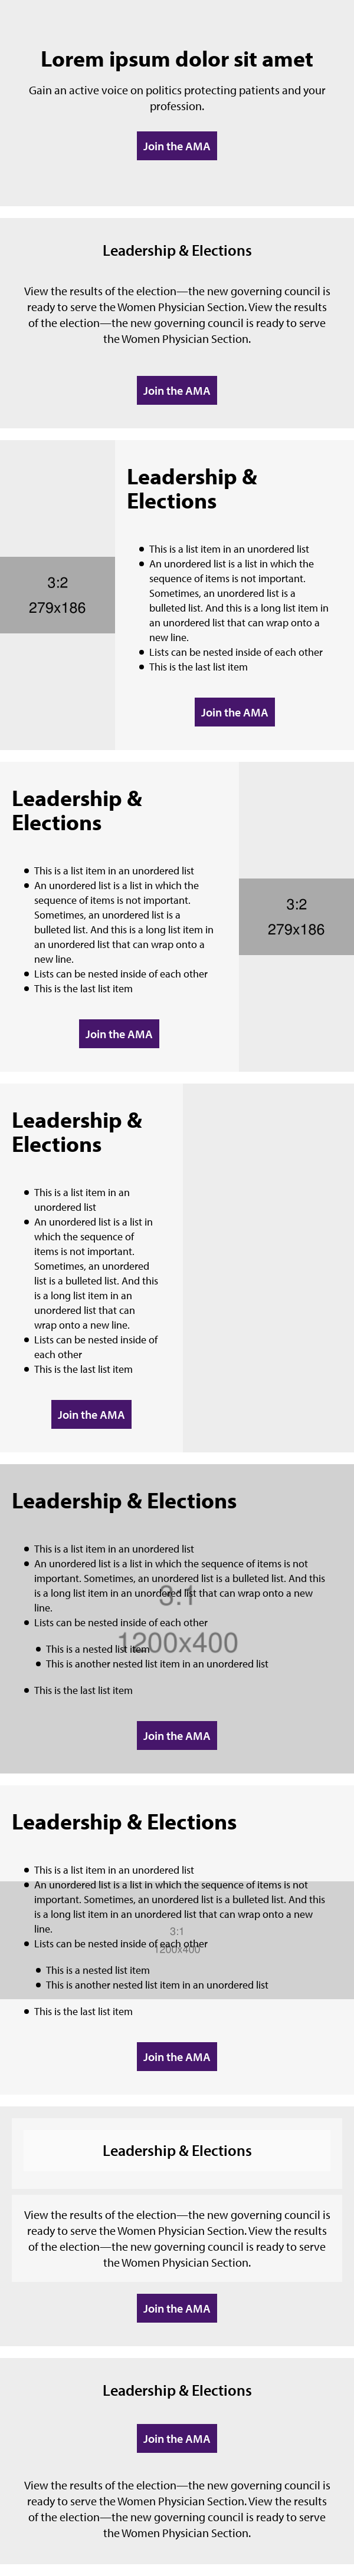 Lorem ipsum dolor sit amet
Gain an active voice on politics protecting patients and your
profession.
Join the AMA
Leadership & Elections
View the results of the election—the new governing council is
ready to serve the Women Physician Section. View the results
of the election—the new governing council is ready to serve
the Women Physician Section.
Join the AMA
3:2
279x186
Leadership &
Elections
This is a list item in an unordered list
An unordered list is a list in which the
sequence of items is not important.
Sometimes, an unordered list is a
bulleted list. And this is a long list item in
an unordered list that can wrap onto a
new line.
Lists can be nested inside of each other
This is the last list item
Join the AMA
Leadership &
Elections
This is a list item in an unordered list
An unordered list is a list in which the
sequence of items is not important.
Sometimes, an unordered list is a
bulleted list. And this is a long list item in
an unordered list that can wrap onto a
new line.
Lists can be nested inside of each other
This is the last list item
Join the AMA
3:2
279x186
Leadership &
Elections
This is a list item in an
unordered list
An unordered list is a list in
which the sequence of
items is not important.
Sometimes, an unordered
list is a bulleted list. And this
is a long list item in an
unordered list that can
wrap onto a new line.
Lists can be nested inside of
each other
This is the last list item
Join the AMA
Leadership & Elections
This is a list item in an unordered list
An unordered list is a list in which the sequence of items is not
important. Sometimes, an unordered list is a bulleted list. And this
is a long list item in an unordered list that can wrap onto a new
line.
Lists can be nested inside of each other
This is a nested list item
This is another nested list item in an unordered list
This is the last list item
3:1
1200x400
Join the AMA
Leadership & Elections
This is a list item in an unordered list
An unordered list is a list in which the sequence of items is not
important. Sometimes, an unordered list is a bulleted list. And this
is a long list item in an unordered list that can wrap onto a new
line.
Lists can be nested inside of each other
This is a nested list item
This is another nested list item in an unordered list
This is the last list item
3:1
1200x400
Join the AMA
Leadership & Elections
View the results of the election—the new governing council is
ready to serve the Women Physician Section. View the results
of the election—the new governing council is ready to serve
the Women Physician Section.
Join the AMA
Leadership & Elections
Join the AMA
View the results of the election—the new governing council is
ready to serve the Women Physician Section. View the results
of the election—the new governing council is ready to serve
the Women Physician Section.